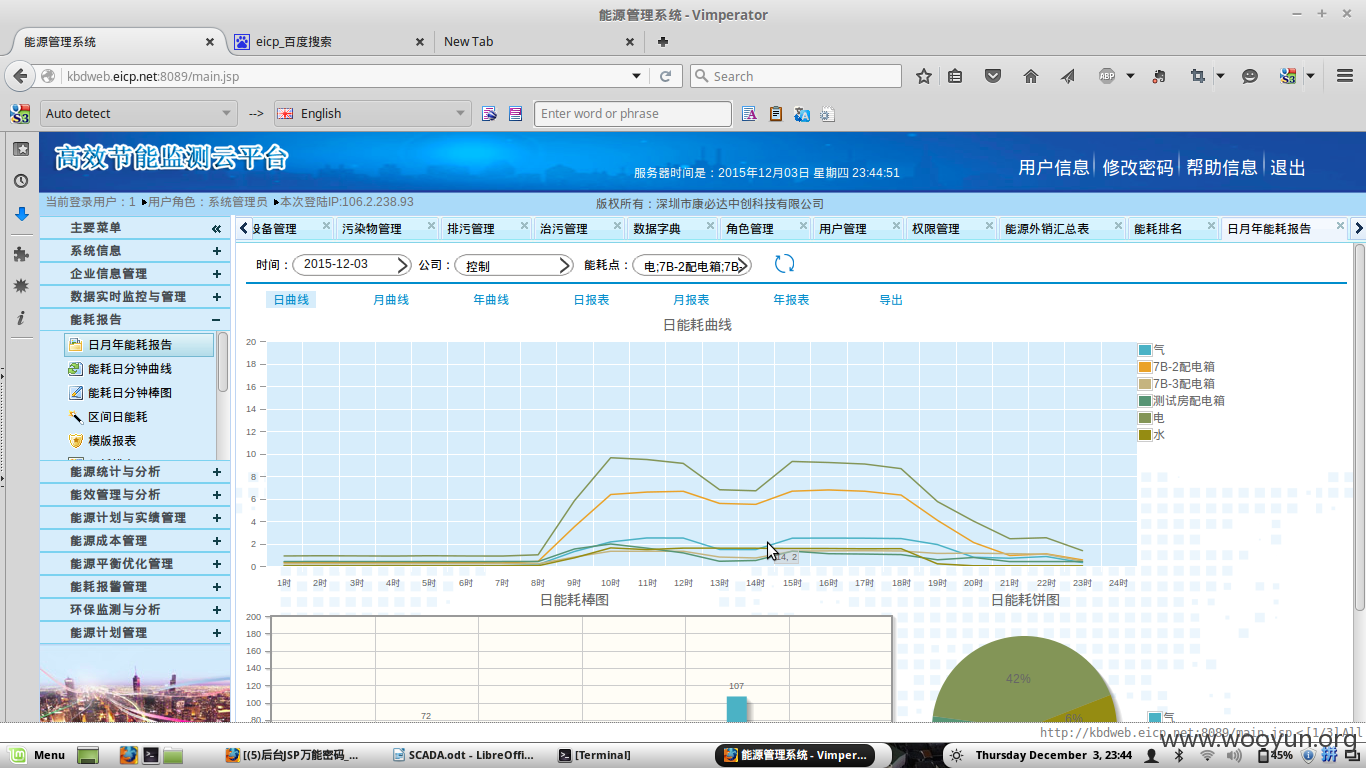 能源管理系统 - Vimperator
能源管理系统
eicp_百度搜索
New Tab
kbdweb.eicp.net:8089/main.jsp
Search
ABP
S3
S3
Auto detect
-->
English
Enter word or phrase
高效节能监测云平台
服务器时间是：2015年12月03日 星期四 23:44:51
用户信息 修改密码 帮助信息 退出
当前登录用户：1 用户角色：系统管理员 本次登陆IP:106.2.238.93
版权所有：深圳市康必达中创科技有限公司
主要菜单
系统信息
企业信息管理
数据实时监控与管理
能耗报告
日月年能耗报告
能耗日分钟曲线
能耗日分钟棒图
区间日能耗
模版报表
能源统计与分析
能效管理与分析
能源计划与实绩管理
能源成本管理
能源平衡优化管理
能耗报警管理
环保监测与分析
能源计划管理
设备管理
污染物管理
排污管理
治污管理
数据字典
角色管理
用户管理
权限管理
能源外销汇总表
能耗排名
日月年能耗报告
时间：
2015-12-03
公司：
控制
能耗点：
电;7B-2配电箱;7B
日曲线
月曲线
年曲线
日报表
月报表
年报表
导出
日能耗曲线
20
18
16
14
12
10
8
6
4
2
0
14, 2
1时 2时 3时 4时 5时 6时 7时 8时 9时 10时 11时 12时 13时 14时 15时 16时 17时 18时 19时 20时 21时 22时 23时 24时
气
7B-2配电箱
7B-3配电箱
测试房配电箱
电
水
日能耗棒图
200
180
160
140
120
100
80
72
107
日能耗饼图
42%
6%
气
http://kbdweb.eicp.net:8089/main.jsp <[1/3]All
www.wooyun.org
Menu
[(5)后台JSP万能密码_...
SCADA.odt - LibreOffi...
[Terminal]
能源管理系统 - Vimper...
Thursday December 3, 23:44
45%
拼